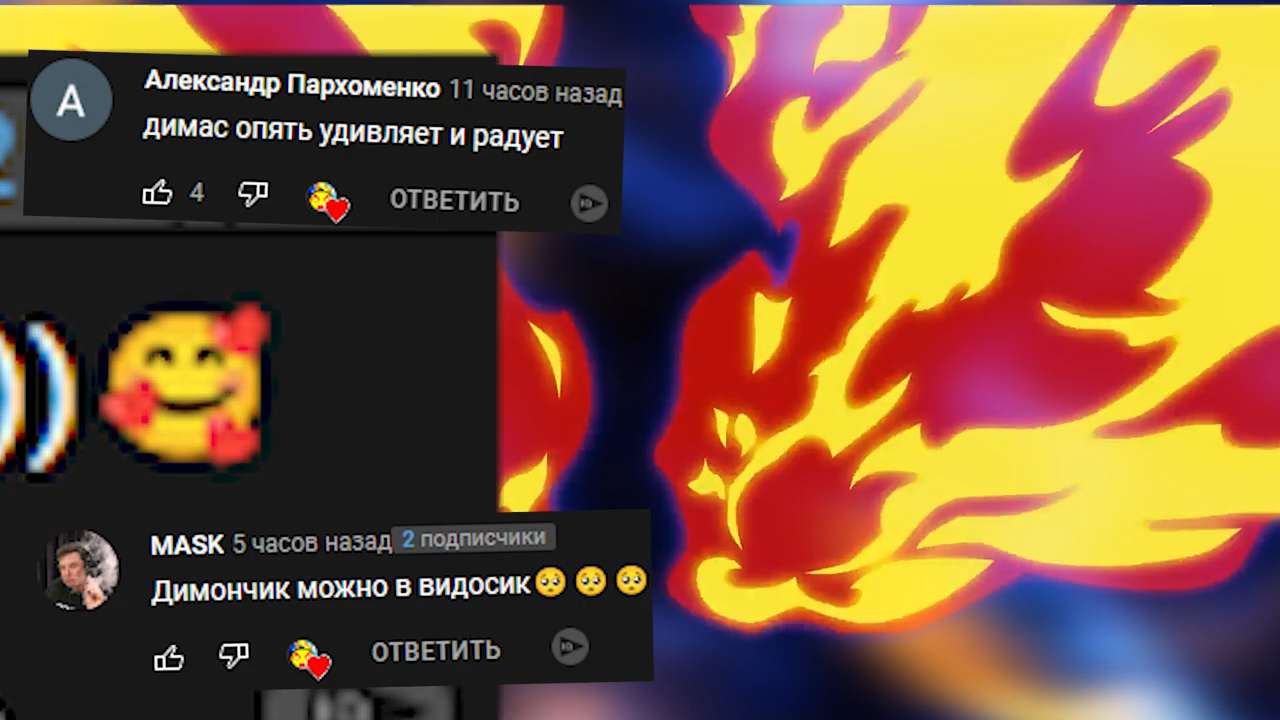 А
Александр Пархоменко 11 часов назад
димас опять удивляет и радует
4 ОТВЕТИТЬ
))
MASK 5 часов назад 2 подписчики
Димончик можно в видосик🥺 🥺 🥺
ОТВЕТИТЬ